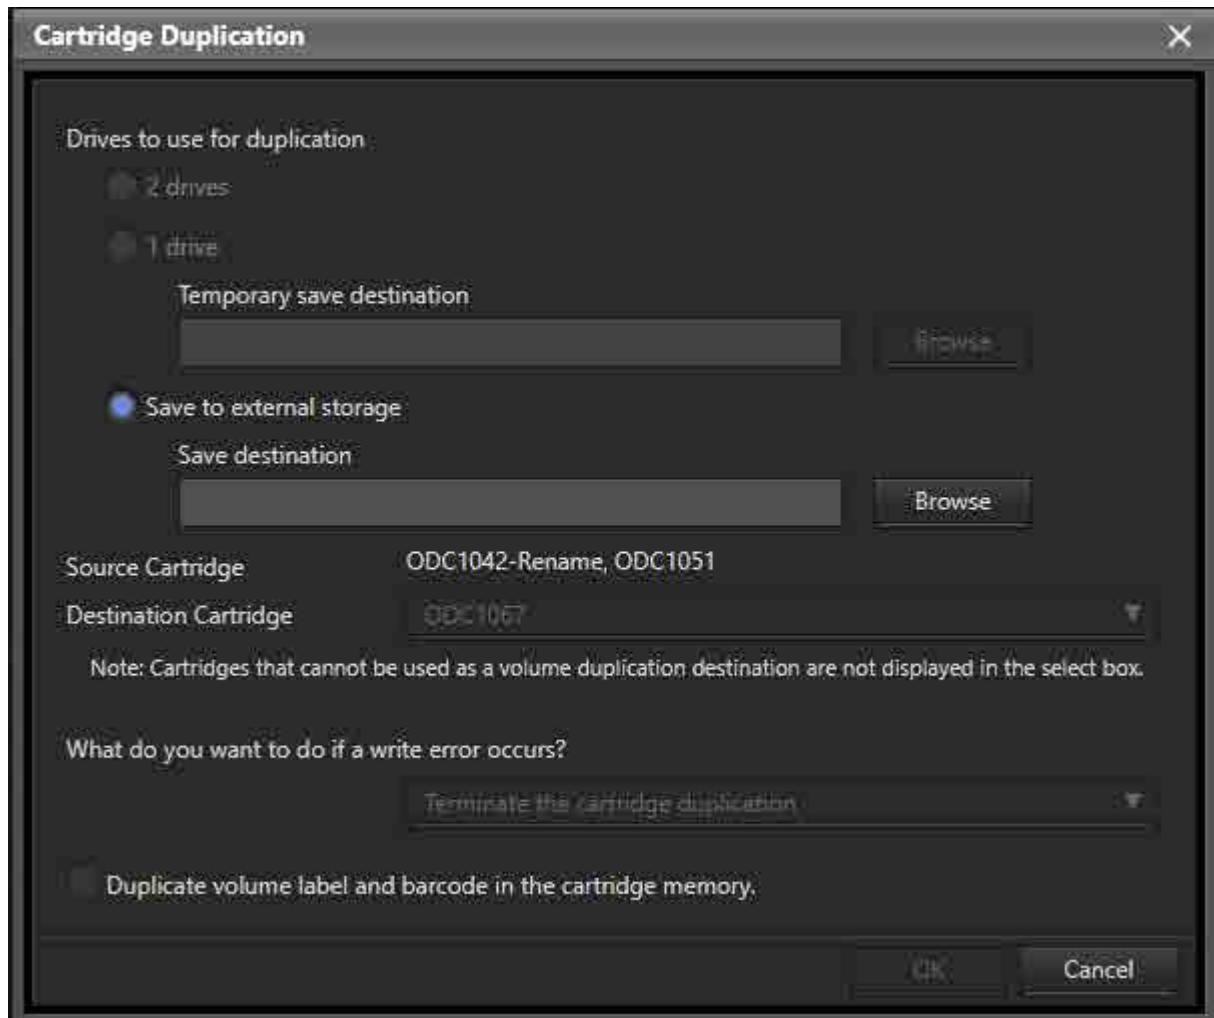 Cartridge Duplication
Drives to use for duplication
2 drives
1 drive
Temporary save destination
Browse
Save to external storage
Save destination
Browse
Source Cartridge ODC1042-Rename, ODC1051
Destination Cartridge ODC1067
Note: Cartridges that cannot be used as a volume duplication destination are not displayed in the select box.
What do you want to do if a write error occurs?
Terminate the cartridge duplication
Duplicate volume label and barcode in the cartridge memory.
OK Cancel